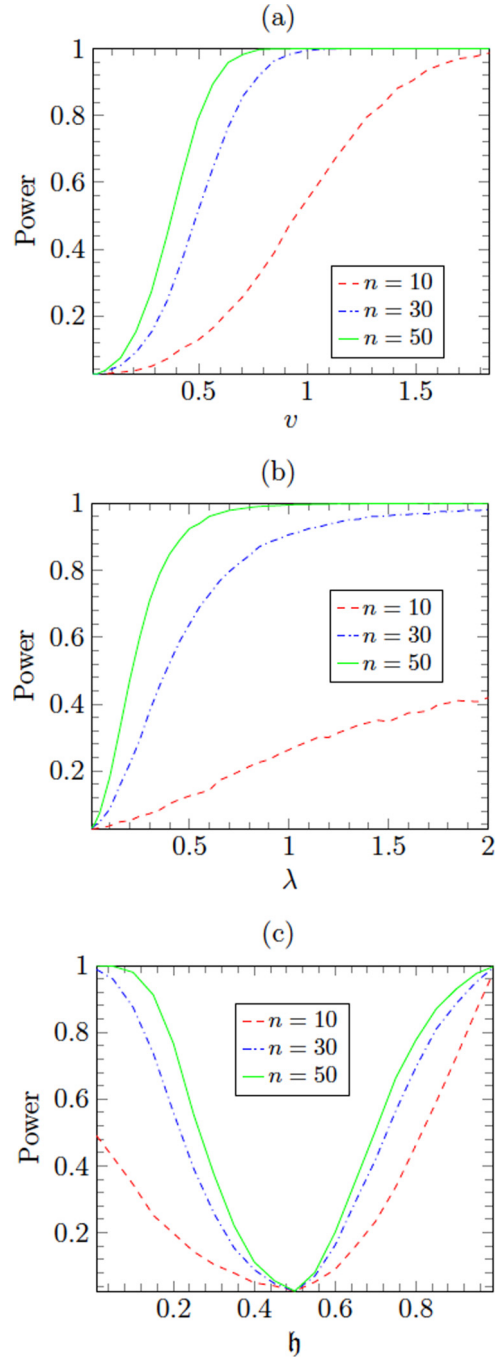 (a)
1
0.8
0.6
0.4
0.2
Power
n = 10
n = 30
n = 50
0.5
1
1.5
v
(b)
1
0.8
0.6
0.4
0.2
Power
n = 10
n = 30
n = 50
0.5
1
1.5
2
λ
(c)
1
0.8
0.6
0.4
0.2
Power
n = 10
n = 30
n = 50
0.2
0.4
0.6
0.8
𝔥